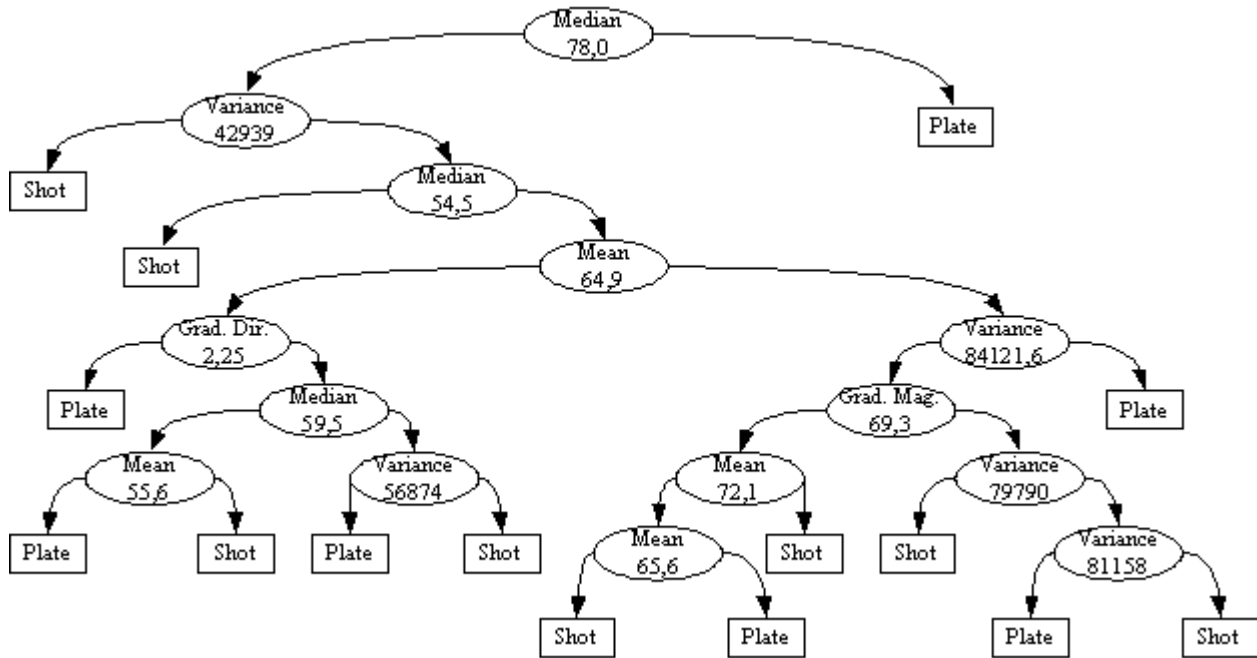 Median
78,0
Variance
42939
Plate
Shot
Median
54,5
Shot
Mean
64,9
Grad. Dir.
2,25
Variance
84121,6
Plate
Median
59,5
Grad. Mag.
69,3
Plate
Mean
55,6
Variance
56874
Mean
72,1
Variance
79790
Plate
Shot
Plate
Shot
Mean
65,6
Shot
Shot
Variance
81158
Shot
Plate
Plate
Shot